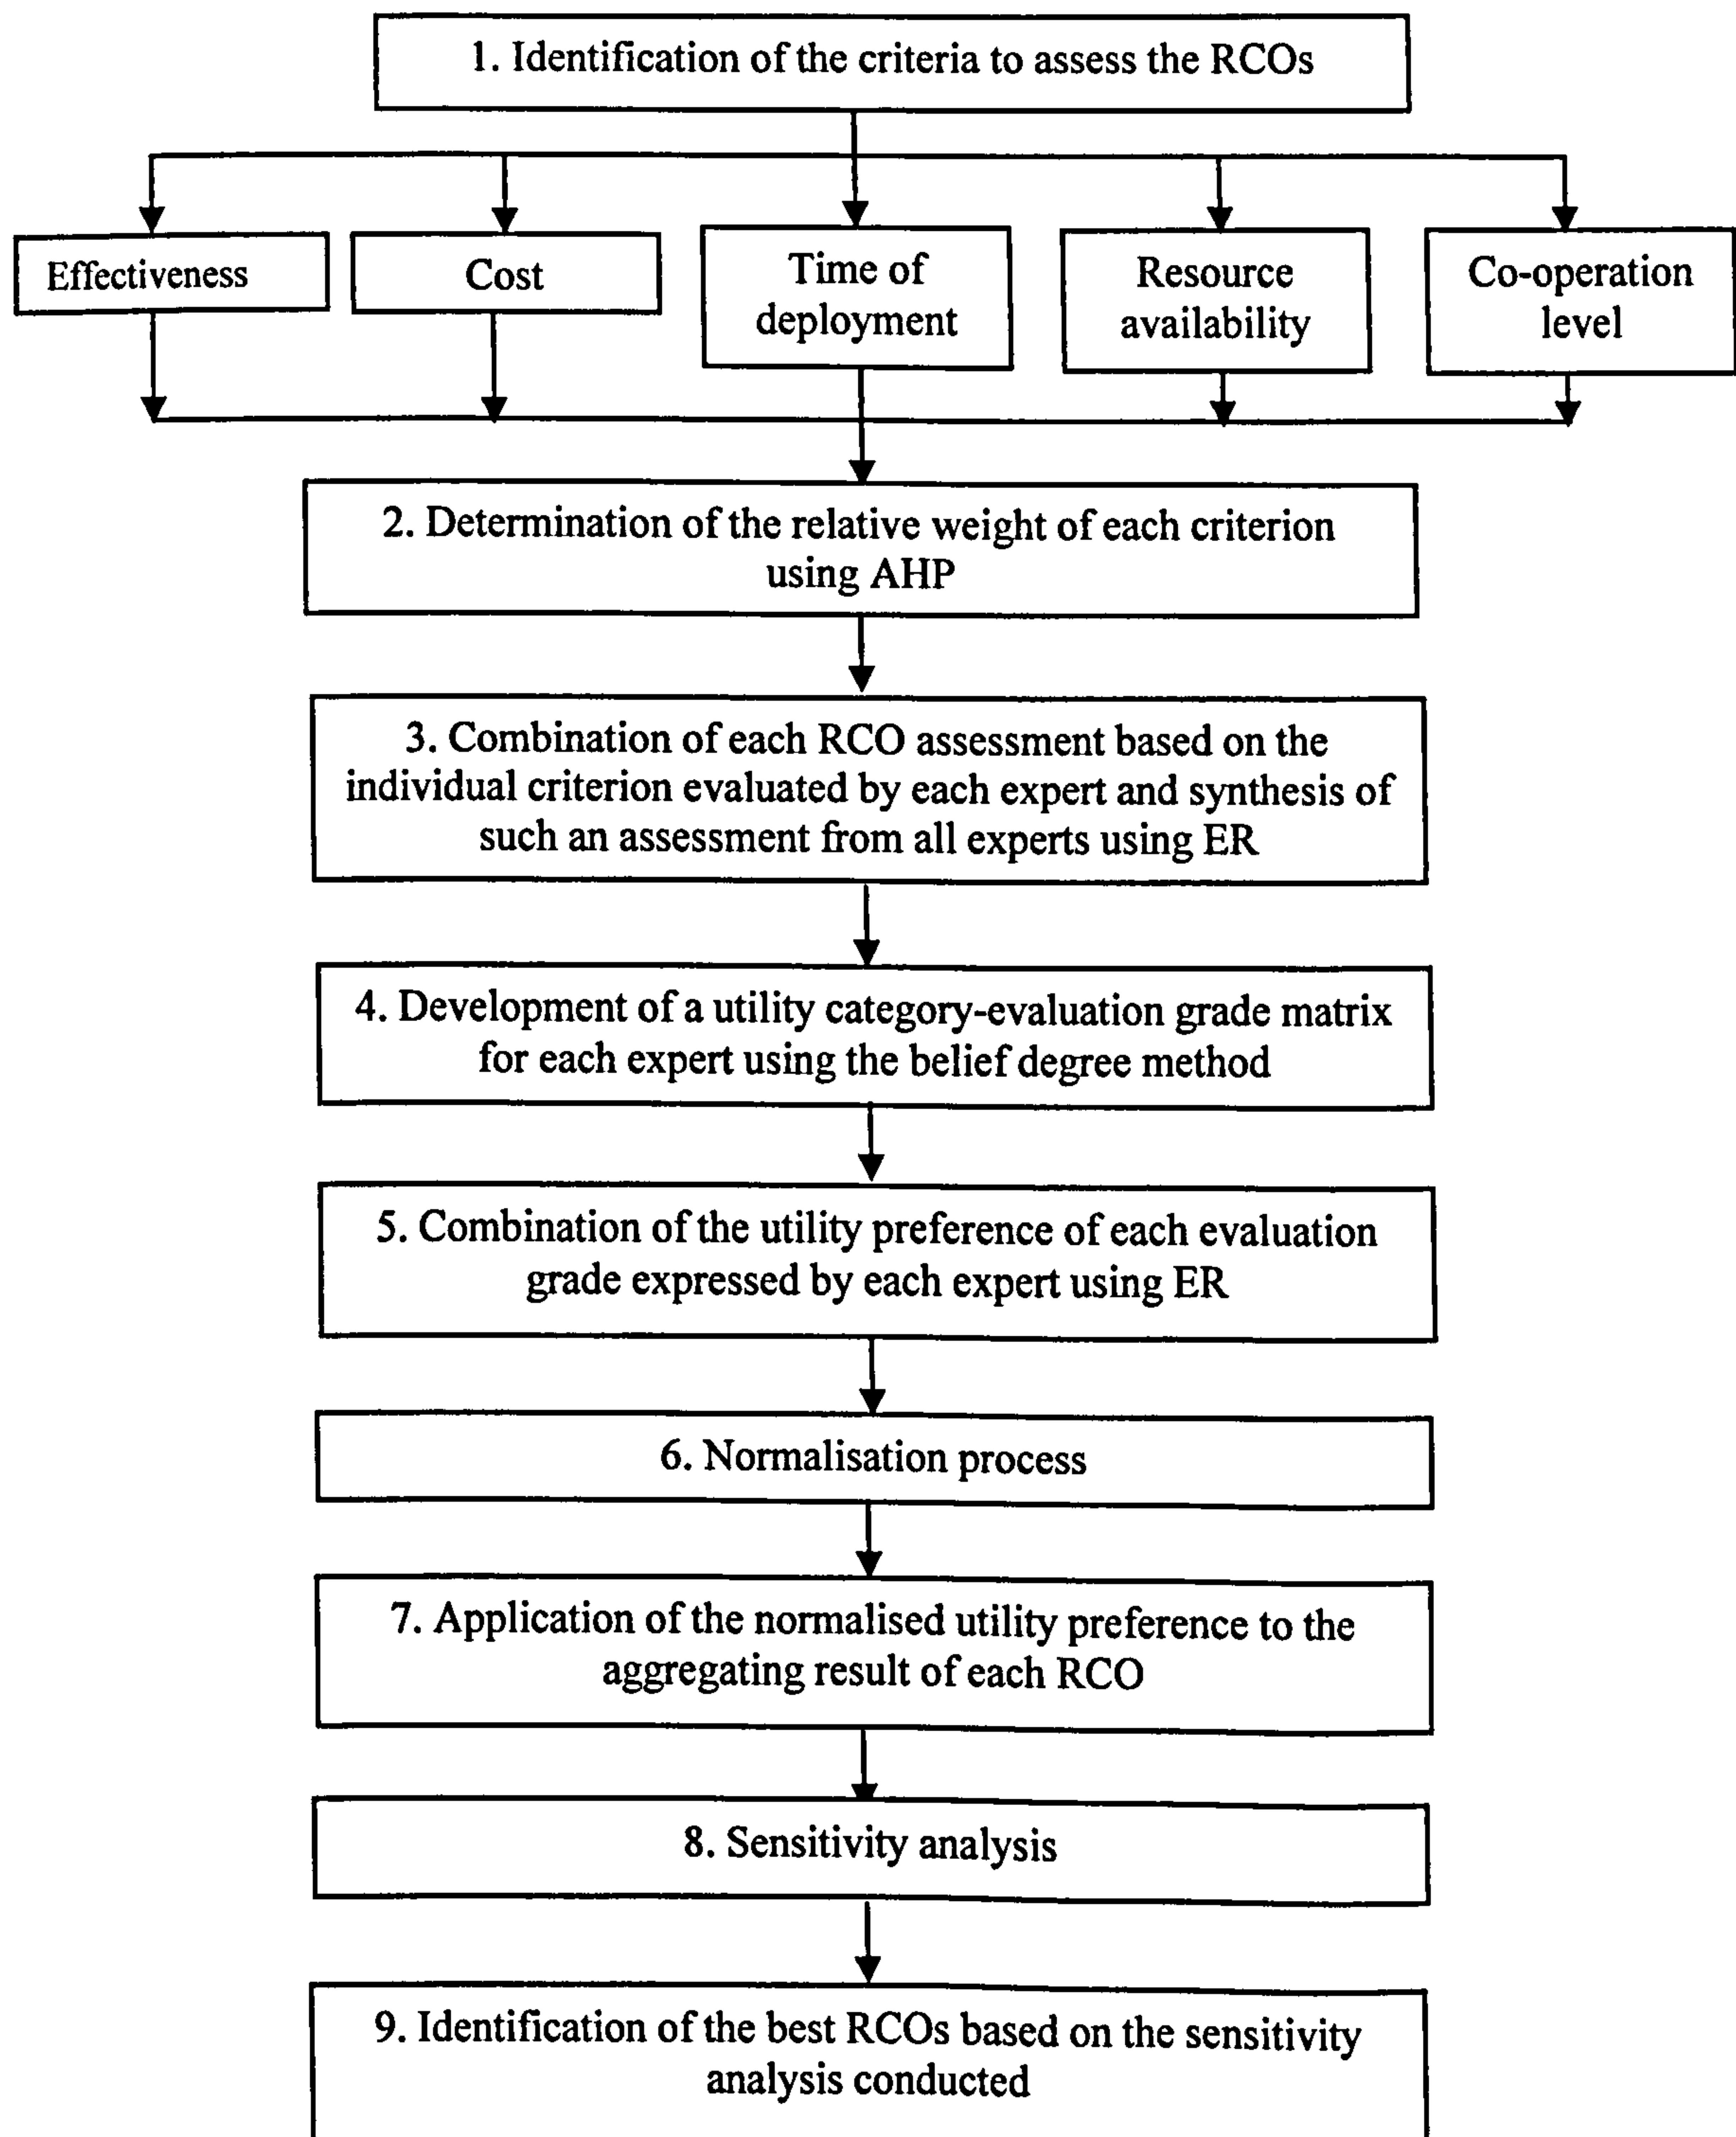 1. Identification of the criteria to assess the RCOs
Effectiveness
Cost
Time of
deployment
Resource
availability
Co-operation
level
2. Determination of the relative weight of each criterion
using AHP
3. Combination of each RCO assessment based on the
individual criterion evaluated by each expert and synthesis of
such an assessment from all experts using ER
4. Development of a utility category-evaluation grade matrix
for each expert using the belief degree method
5. Combination of the utility preference of each evaluation
grade expressed by each expert using ER
6. Normalisation process
7. Application of the normalised utility preference to the
aggregating result of each RCO
8. Sensitivity analysis
9. Identification of the best RCOs based on the sensitivity
analysis conducted